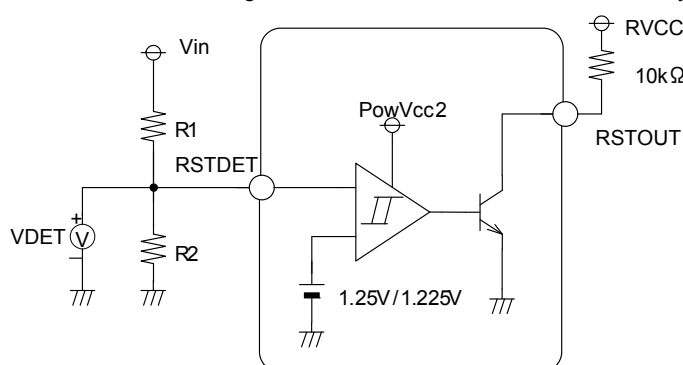 Vin
RVCC
10kΩ
PowVcc2
R1
RSTDET
RSTOUT
+
VDET
V
R2
1.25V/1.225V